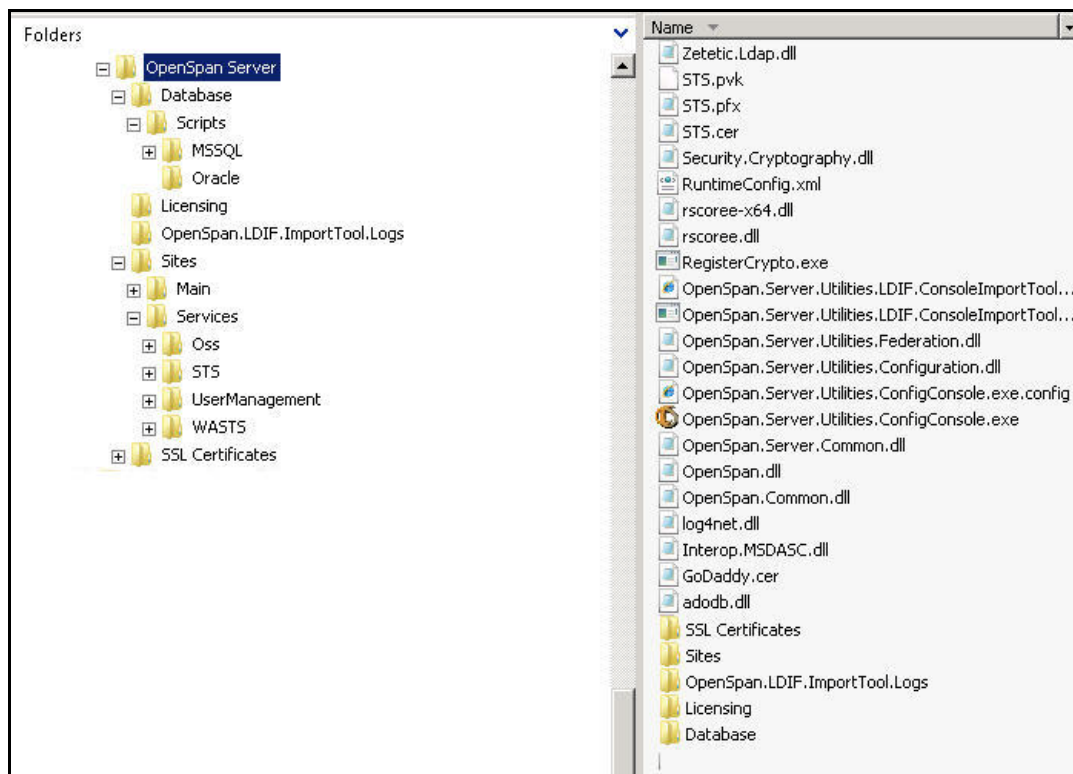 Folders
OpenSpan Server
Database
Scripts
MSSQL
Oracle
Licensing
OpenSpan.LDIF.ImportTool.Logs
Sites
Main
Services
Oss
STS
UserManagement
WASTS
SSL Certificates
Name
Zetetic.Ldap.dll
STS.pvk
STS.pfx
STS.cer
Security.Cryptography.dll
RuntimeConfig.xml
rscoree-x64.dll
rscoree.dll
RegisterCrypto.exe
OpenSpan.Server.Utilities.LDIF.ConsoleImportTool...
OpenSpan.Server.Utilities.LDIF.ConsoleImportTool...
OpenSpan.Server.Utilities.Federation.dll
OpenSpan.Server.Utilities.Configuration.dll
OpenSpan.Server.Utilities.ConfigConsole.exe.config
OpenSpan.Server.Utilities.ConfigConsole.exe
OpenSpan.Server.Common.dll
OpenSpan.dll
OpenSpan.Common.dll
log4net.dll
Interop.MSDASC.dll
GoDaddy.cer
adodb.dll
SSL Certificates
Sites
OpenSpan.LDIF.ImportTool.Logs
Licensing
Database